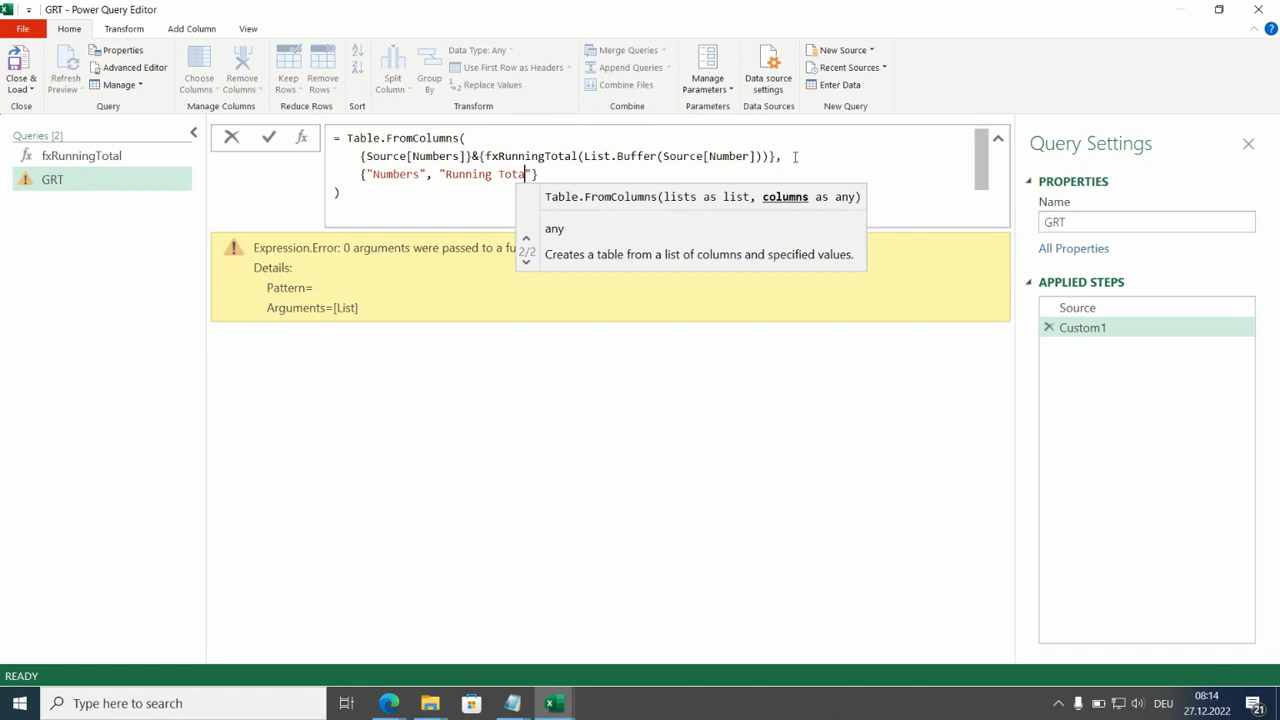 GRT - Power Query Editor
File
Home
Transform
Add Column
View
Close & Load
Refresh Preview
Properties
Advanced Editor
Manage
Choose Columns
Remove Columns
Keep Rows
Remove Rows
Split Column
Group By
Data Type: Any
Use First Row as Headers
Replace Values
Merge Queries
Append Queries
Combine Files
Manage Parameters
Data source settings
New Source
Recent Sources
Enter Data
Close
Query
Manage Columns
Reduce Rows
Sort
Transform
Combine
Parameters
Data Sources
New Query
Queries [2]
fx fxRunningTotal
GRT
fx
= Table.FromColumns(
{Source[Numbers]}&{fxRunningTotal(List.Buffer(Source[Number]))},
{"Numbers", "Running Tota"}
)
Table.FromColumns(lists as list, columns as any)
any
2/2
Creates a table from a list of columns and specified values.
Expression.Error: 0 arguments were passed to a fu
Details:
Pattern=
Arguments=[List]
Query Settings
PROPERTIES
Name
GRT
All Properties
APPLIED STEPS
Source
Custom1
READY
Type here to search
DEU
08:14
27.12.2022
21